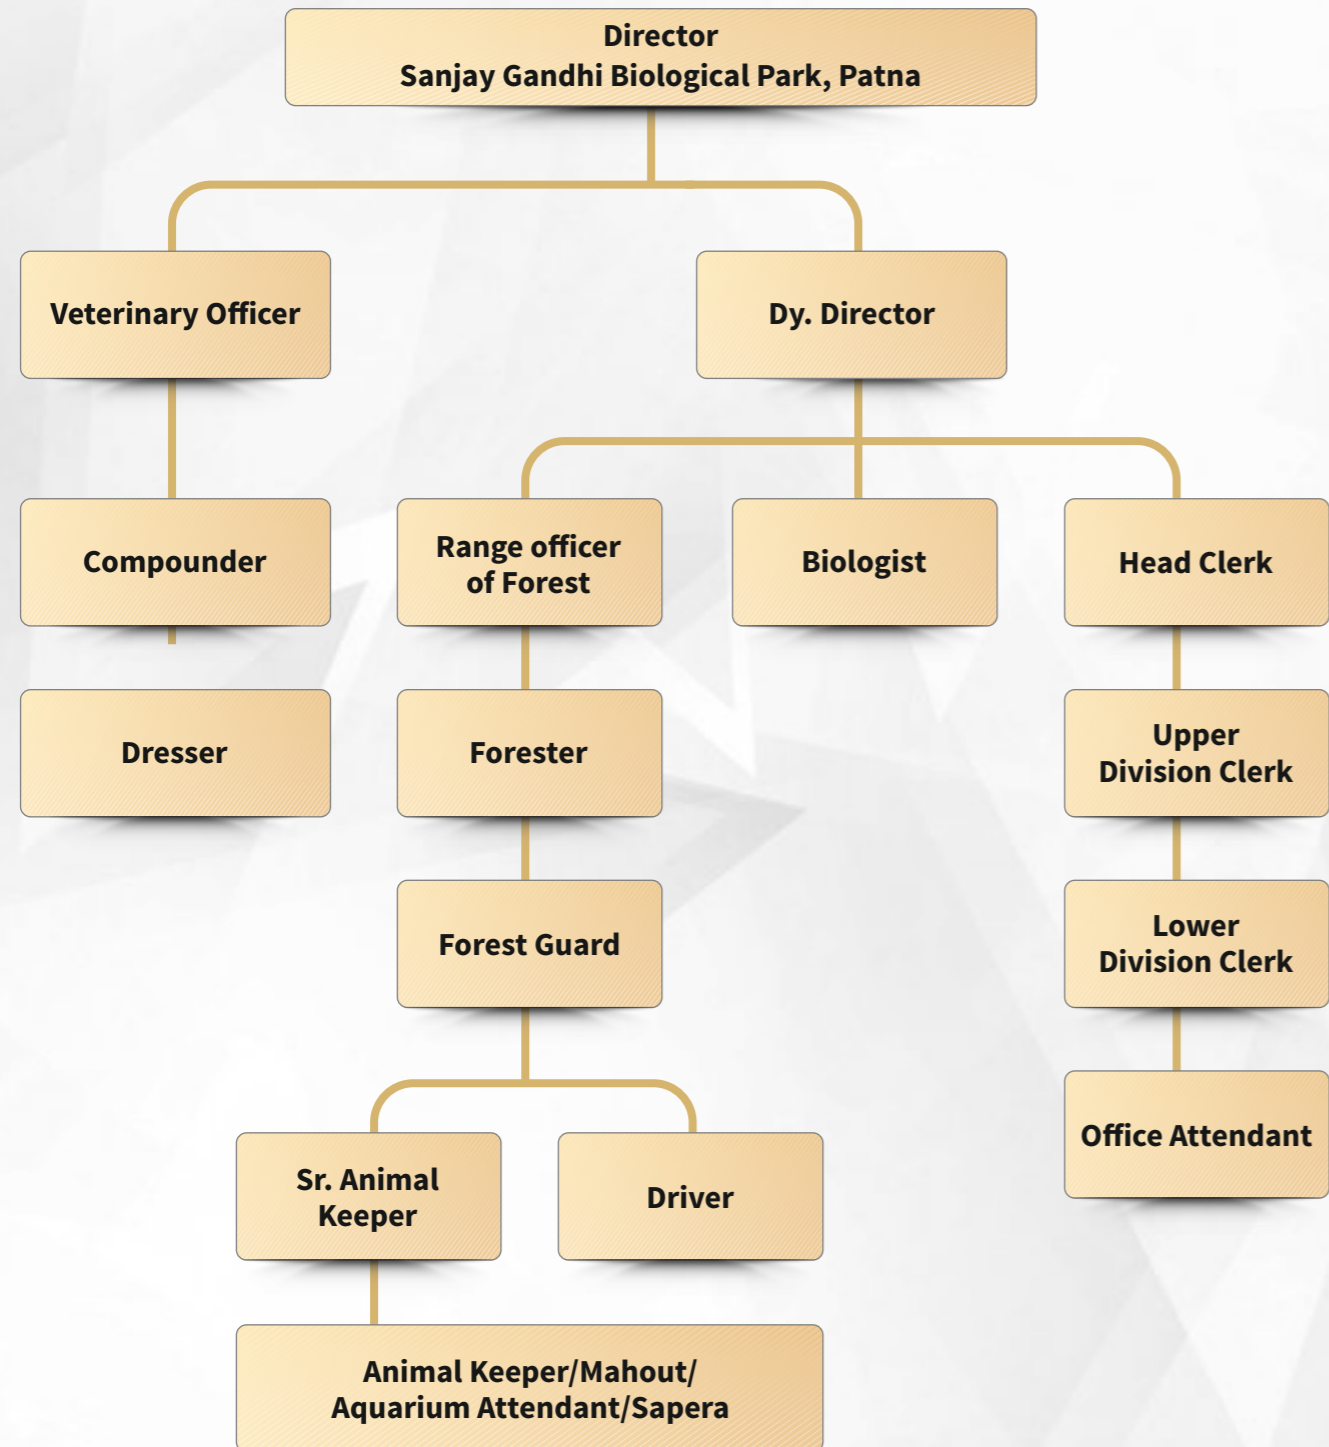 Director
Sanjay Gandhi Biological Park, Patna
Veterinary Officer
Dy. Director
Compounder
Range officer
of Forest
Biologist
Head Clerk
Dresser
Forester
Upper
Division Clerk
Forest Guard
Lower
Division Clerk
Sr. Animal
Keeper
Driver
Office Attendant
Animal Keeper/Mahout/
Aquarium Attendant/Sapera